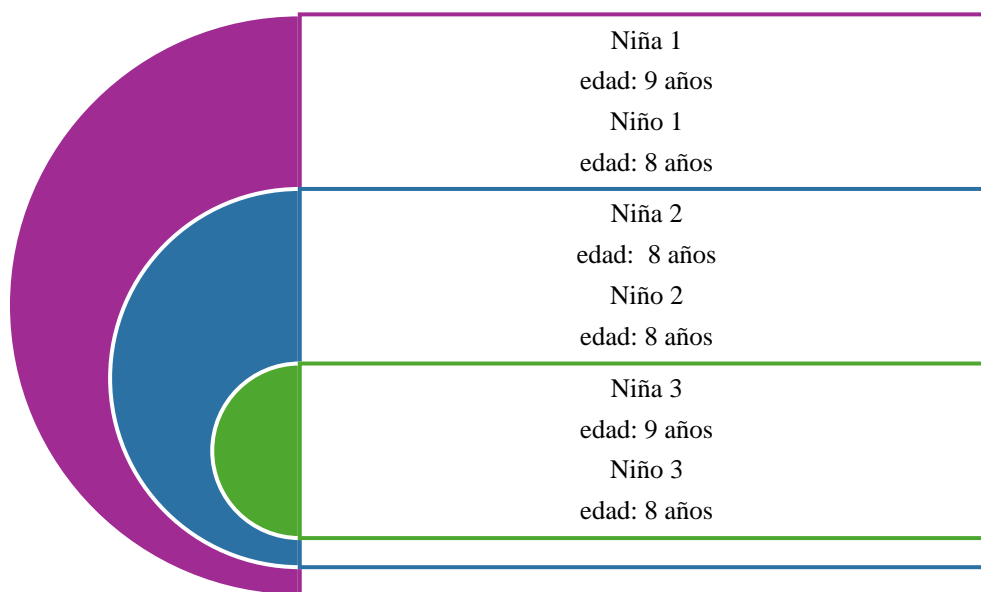 Niña 1
edad: 9 años
Niño 1
edad: 8 años
Niña 2
edad:  8 años
Niño 2
edad: 8 años
Niña 3
edad: 9 años
Niño 3
edad: 8 años